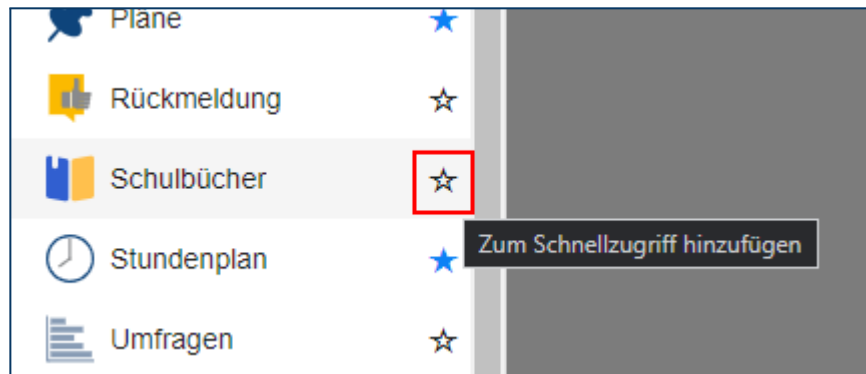 Pläne
Rückmeldung
Schulbücher
Zum Schnellzugriff hinzufügen
Stundenplan
Umfragen